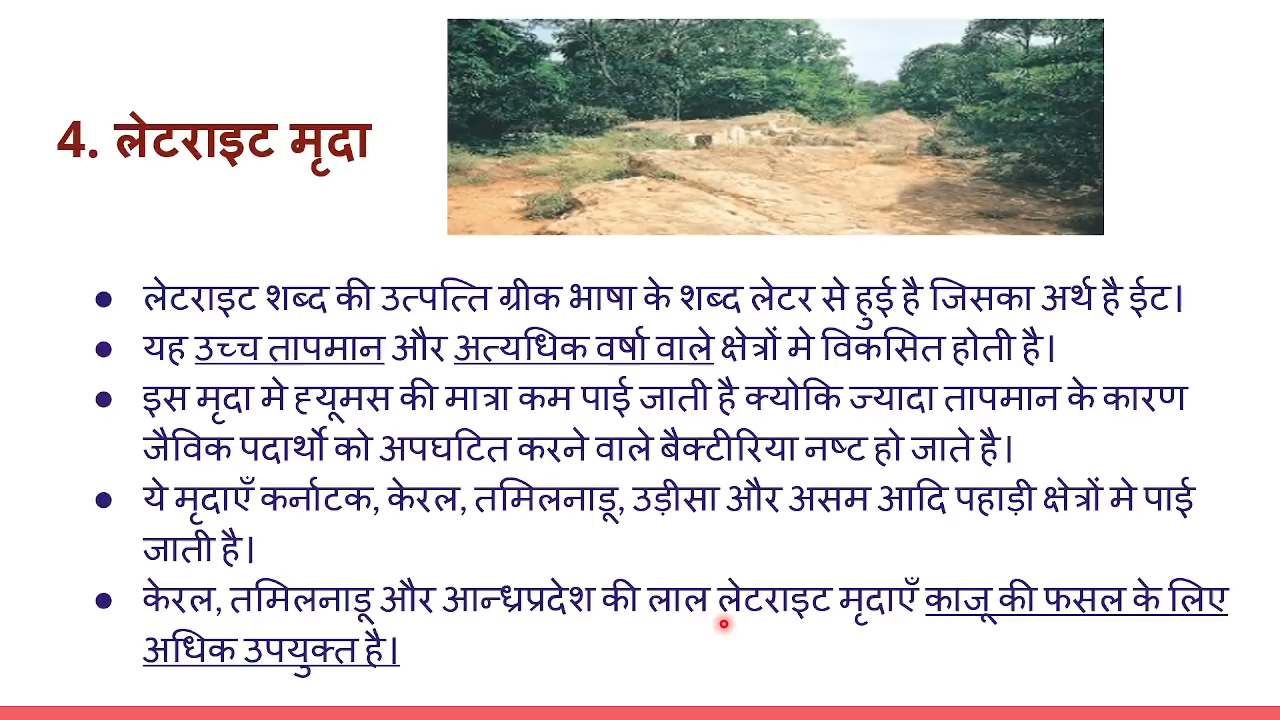 4. लेटराइट मृदा
● लेटराइट शब्द की उत्पत्ति ग्रीक भाषा के शब्द लेटर से हुई है जिसका अर्थ है ईट।
● यह उच्च तापमान और अत्यधिक वर्षा वाले क्षेत्रों मे विकसित होती है।
● इस मृदा मे ह्यूमस की मात्रा कम पाई जाती है क्योकि ज्यादा तापमान के कारण
जैविक पदार्थो को अपघटित करने वाले बैक्टीरिया नष्ट हो जाते है।
● ये मृदाएँ कर्नाटक, केरल, तमिलनाडू, उड़ीसा और असम आदि पहाड़ी क्षेत्रों मे पाई
जाती है।
● केरल, तमिलनाडू और आन्ध्रप्रदेश की लाल लेटराइट मृदाएँ काजू की फसल के लिए
अधिक उपयुक्त है।